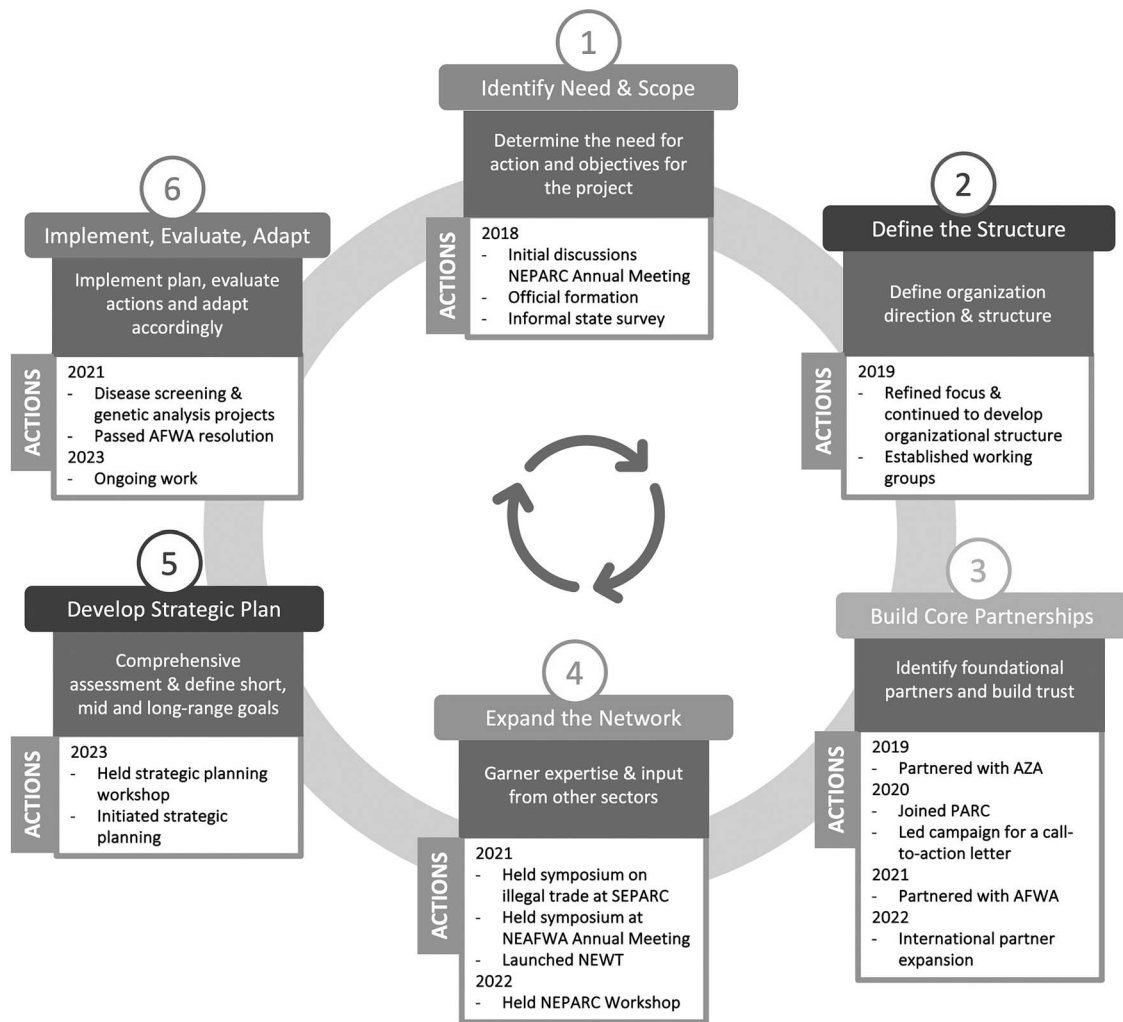 1
Identify Need & Scope
Determine the need for
action and objectives for
the project
ACTIONS
2018
- Initial discussions
NEPARC Annual Meeting
- Official formation
- Informal state survey
2
Define the Structure
Define organization
direction & structure
ACTIONS
2019
- Refined focus &
continued to develop
organizational structure
- Established working
groups
3
Build Core Partnerships
Identify foundational
partners and build trust
ACTIONS
2019
- Partnered with AZA
2020
- Joined PARC
- Led campaign for a call-
to-action letter
2021
- Partnered with AFWA
2022
- International partner
expansion
4
Expand the Network
Garner expertise & input
from other sectors
ACTIONS
2021
- Held symposium on
illegal trade at SEPARC
- Held symposium at
NEAFWA Annual Meeting
- Launched NEWT
2022
- Held NEPARC Workshop
5
Develop Strategic Plan
Comprehensive
assessment & define short,
mid and long-range goals
ACTIONS
2023
- Held strategic planning
workshop
- Initiated strategic
planning
6
Implement, Evaluate, Adapt
Implement plan, evaluate
actions and adapt
accordingly
ACTIONS
2021
- Disease screening &
genetic analysis projects
- Passed AFWA resolution
2023
- Ongoing work